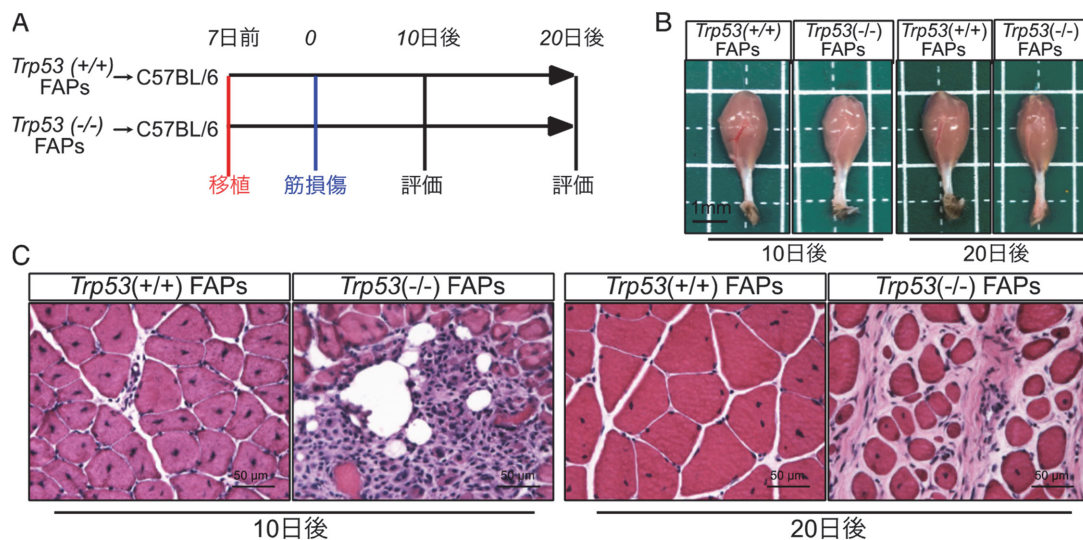 A
7日前 0 10日後 20日後
Trp53 (+/+)
FAPs
C57BL/6
Trp53 (-/-)
FAPs
C57BL/6
移植 筋損傷 評価 評価
B
Trp53(+/+)
FAPs
Trp53(-/-)
FAPs
Trp53(+/+)
FAPs
Trp53(-/-)
FAPs
1mm
10日後 20日後
C
Trp53(+/+) FAPs Trp53(-/-) FAPs Trp53(+/+) FAPs Trp53(-/-) FAPs
50 μm 50 μm 50 μm 50 μm
10日後 20日後